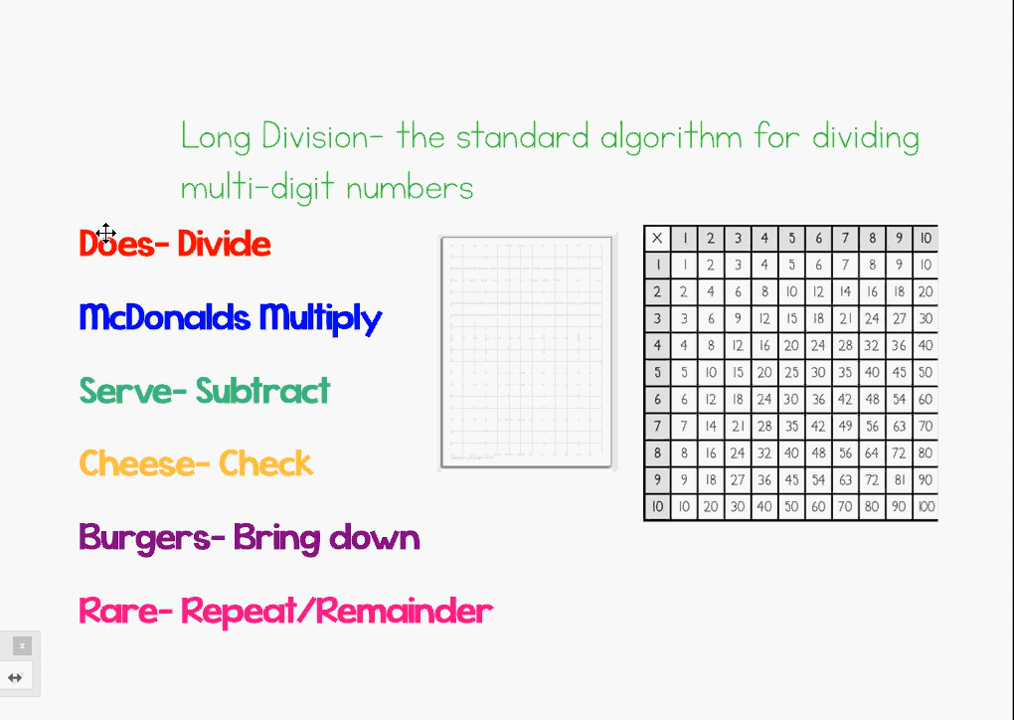 Long Division- the standard algorithm for dividing
multi-digit numbers
Does- Divide
McDonalds Multiply
Serve- Subtract
Cheese- Check
Burgers- Bring down
Rare- Repeat/Remainder
X 1 2 3 4 5 6 7 8 9 10
1 1 2 3 4 5 6 7 8 9 10
2 2 4 6 8 10 12 14 16 18 20
3 3 6 9 12 15 18 21 24 27 30
4 4 8 12 16 20 24 28 32 36 40
5 5 10 15 20 25 30 35 40 45 50
6 6 12 18 24 30 36 42 48 54 60
7 7 14 21 28 35 42 49 56 63 70
8 8 16 24 32 40 48 56 64 72 80
9 9 18 27 36 45 54 63 72 81 90
10 10 20 30 40 50 60 70 80 90 100
x